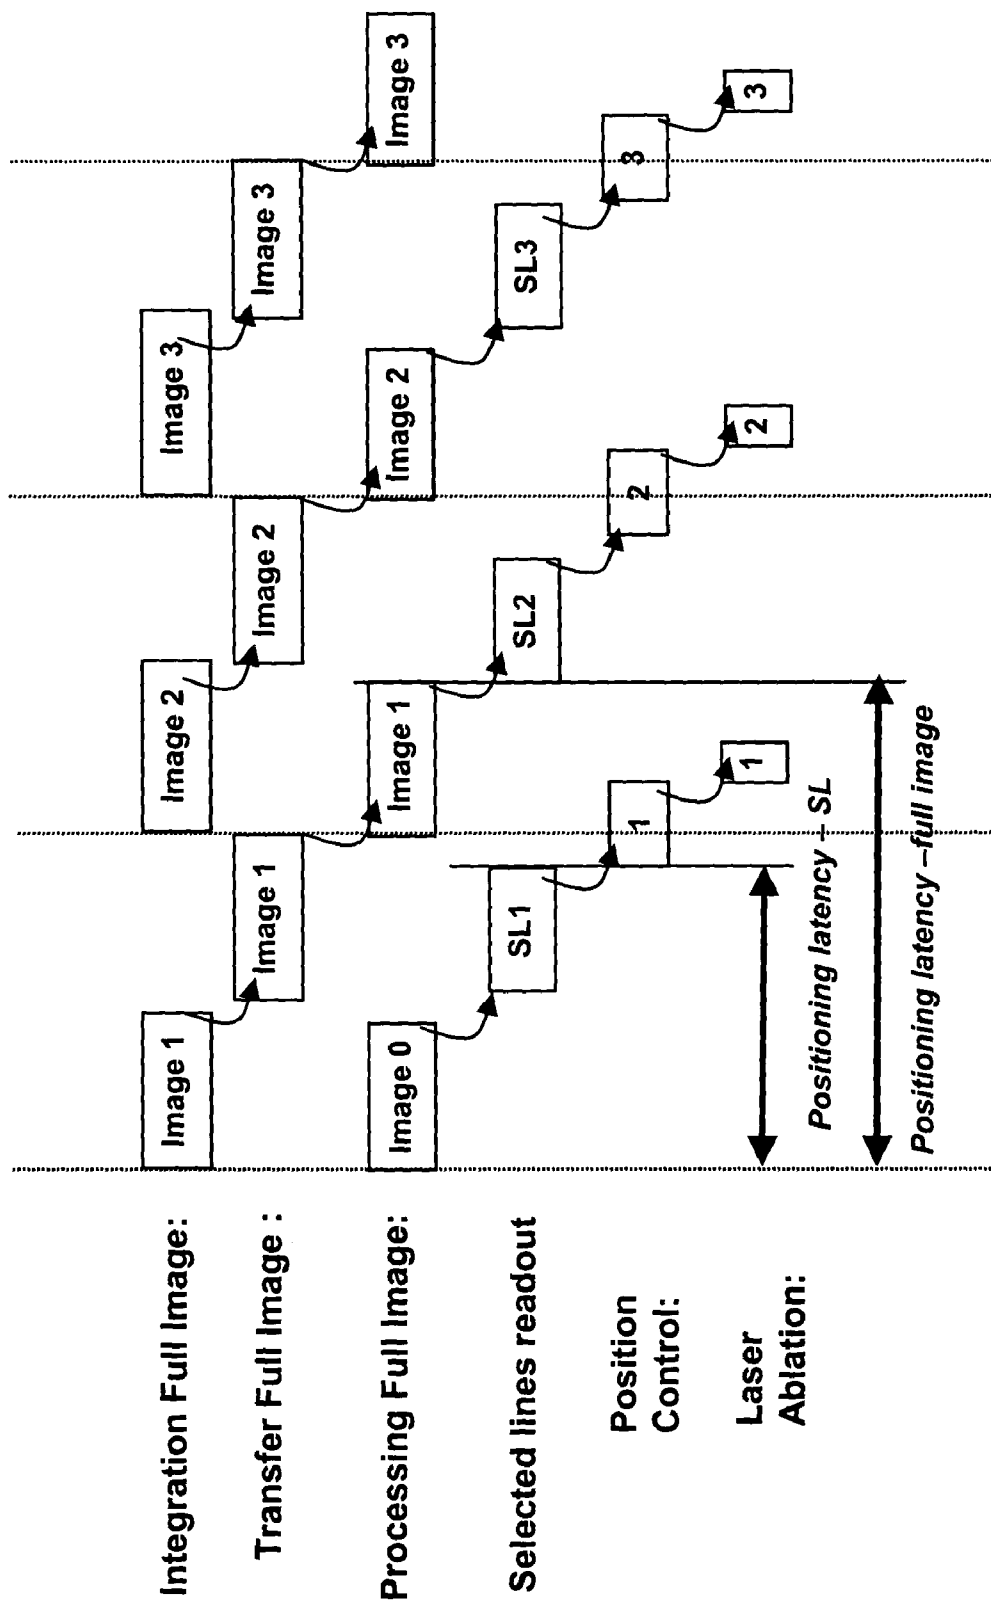 Integration Full Image:
Image 1
Image 2
Image 3
Transfer Full Image :
Image 1
Image 2
Image 3
Processing Full Image:
Image 0
Image 1
Image 2
Image 3
Selected lines readout
SL1
SL2
SL3
Position
Control:
1
2
3
Laser
Ablation:
1
2
3
Positioning latency – SL
Positioning latency –full image